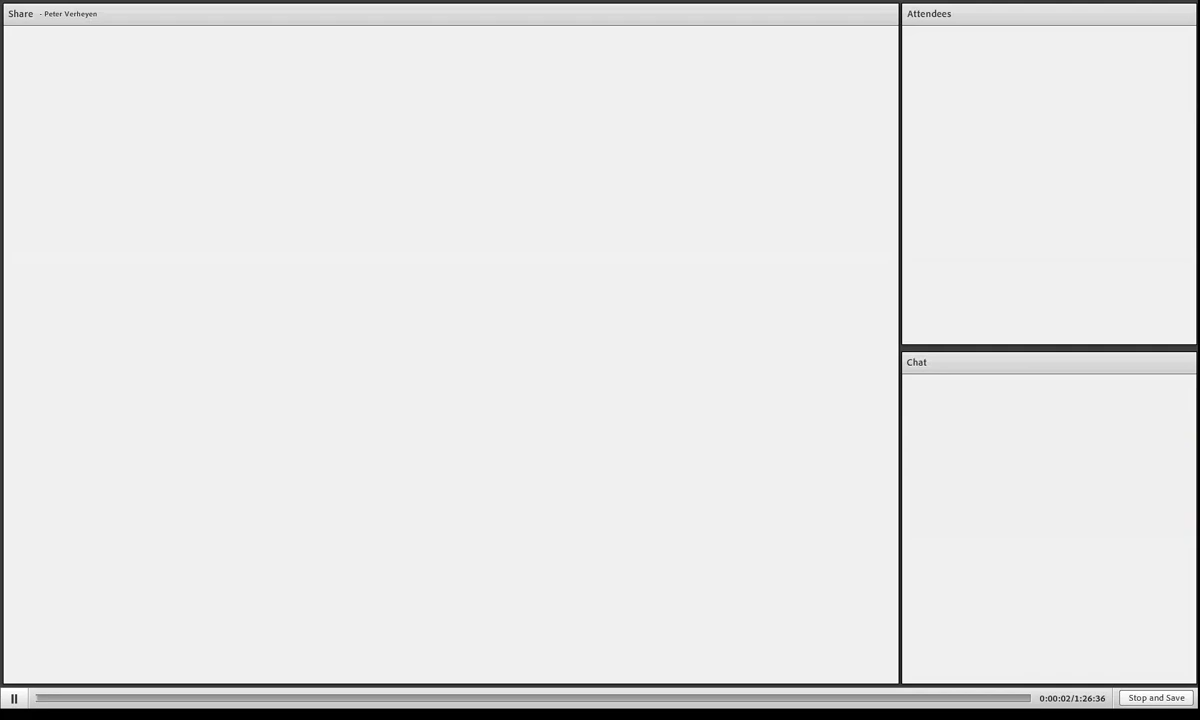 Share - Peter Verheyen
Attendees
Chat
0:00:02/1:26:36
Stop and Save